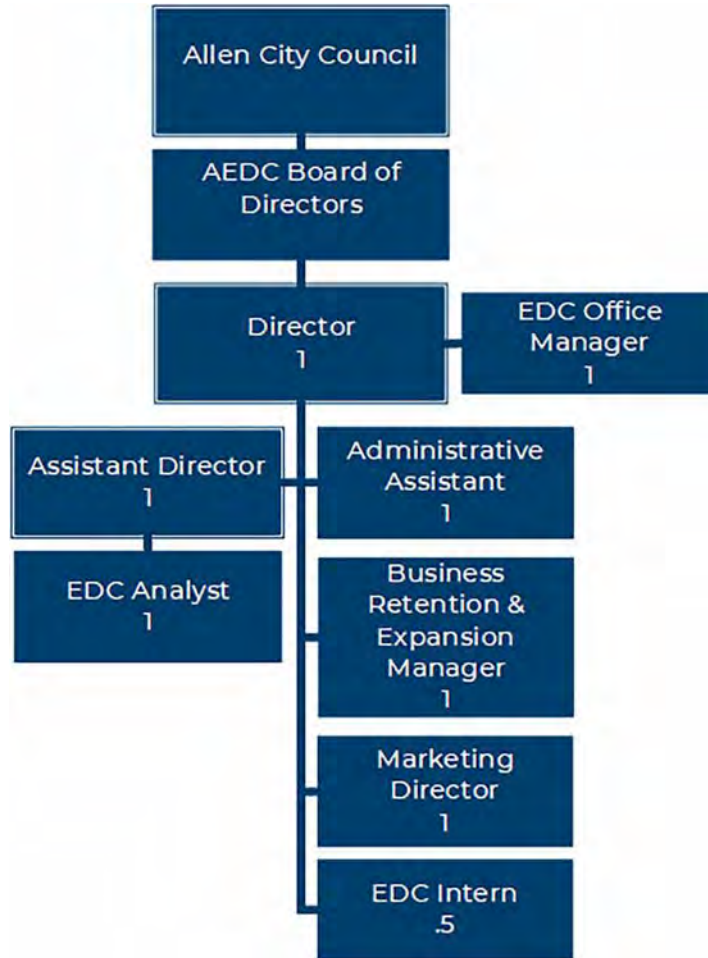 Allen City Council
AEDC Board of
Directors
Director
1
EDC Office
Manager
1
Assistant Director
1
Administrative
Assistant
1
EDC Analyst
1
Business
Retention &
Expansion
Manager
1
Marketing
Director
1
EDC Intern
.5